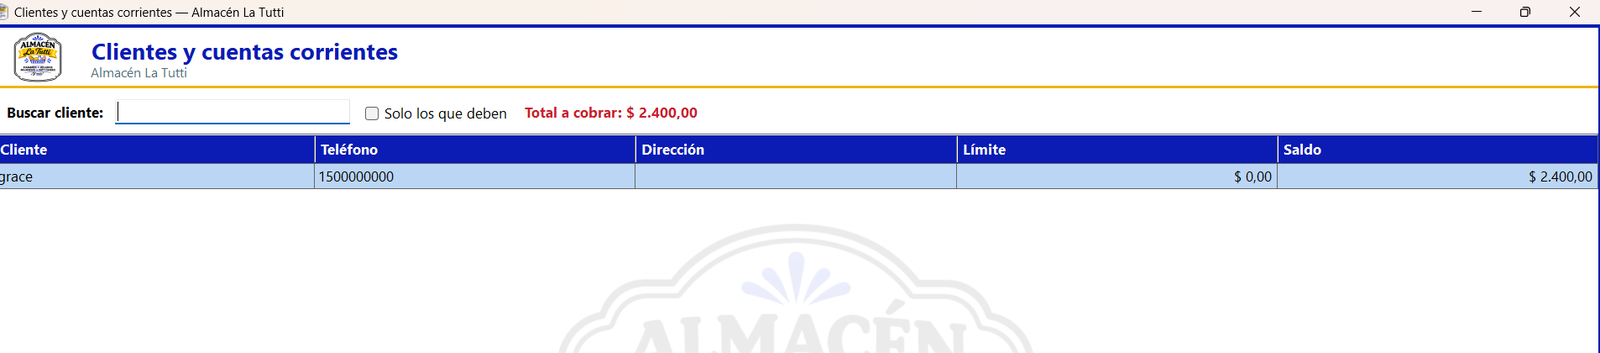 Clientes y cuentas corrientes — Almacén La Tutti
ALMACÉN
La Tutti
Clientes y cuentas corrientes
Almacén La Tutti
Buscar cliente: Solo los que deben Total a cobrar: $ 2.400,00
Cliente Teléfono Dirección Límite Saldo
grace 1500000000 $ 0,00 $ 2.400,00
ALMACÉN